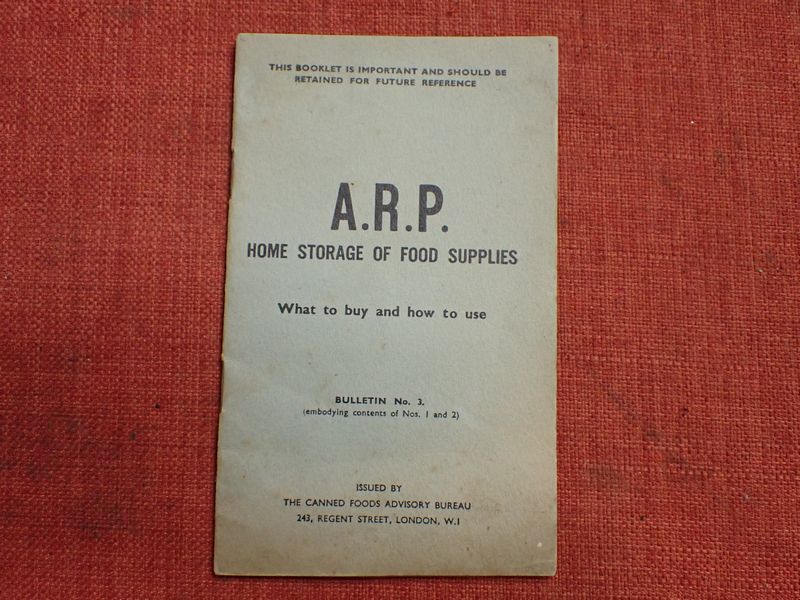 THIS BOOKLET IS IMPORTANT AND SHOULD BE
RETAINED FOR FUTURE REFERENCE
A.R.P.
HOME STORAGE OF FOOD SUPPLIES
What to buy and how to use
BULLETIN No. 3.
(embodying contents of Nos. 1 and 2)
ISSUED BY
THE CANNED FOODS ADVISORY BUREAU
243, REGENT STREET, LONDON, W.1